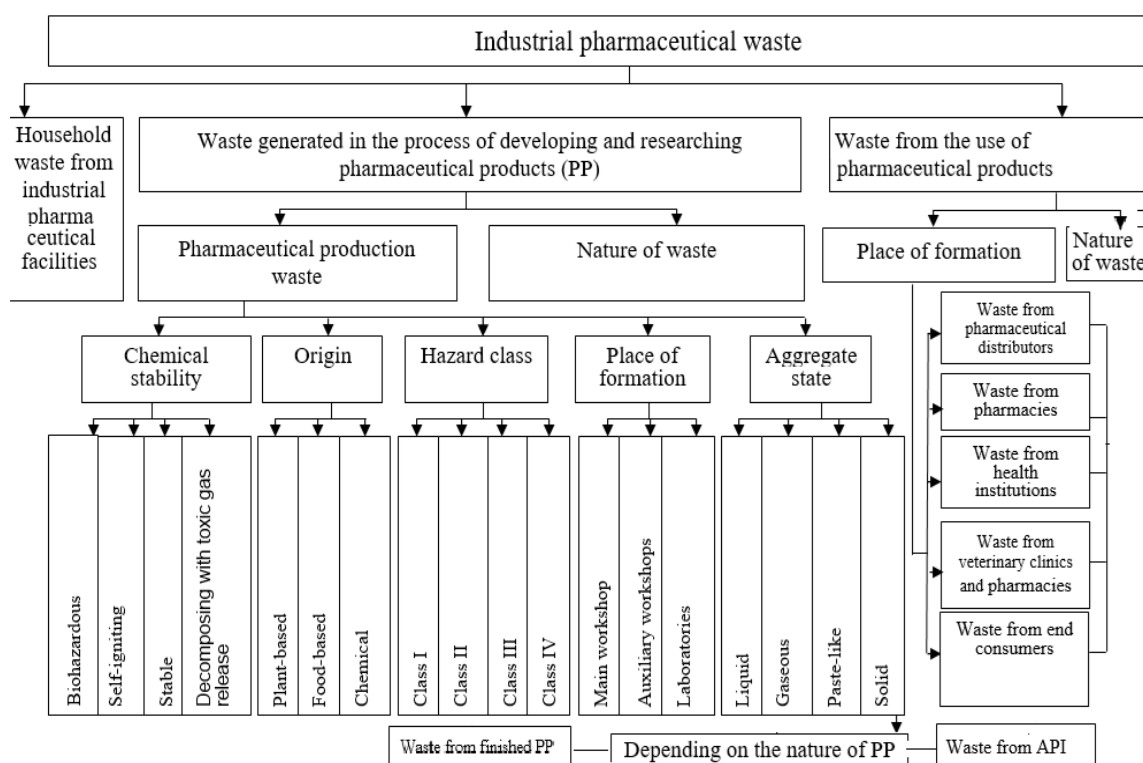 Industrial pharmaceutical waste
Household
waste from
industrial
pharma
ceutical
facilities
Waste generated in the process of developing and researching
pharmaceutical products (PP)
Waste from the use of
pharmaceutical products
Pharmaceutical production
waste
Nature of waste
Place of formation
Nature
of waste
Chemical
stability
Origin
Hazard class
Place of
formation
Aggregate
state
Biohazardous
Self-igniting
Stable
Decomposing with toxic gas
release
Plant-based
Food-based
Chemical
Class I
Class II
Class III
Class IV
Main workshop
Auxiliary workshops
Laboratories
Liquid
Gaseous
Paste-like
Solid
Waste from
pharmaceutical
distributors
Waste from
pharmacies
Waste from
health
institutions
Waste from
veterinary clinics
and pharmacies
Waste from end
consumers
Waste from finished PP
Depending on the nature of PP
Waste from API